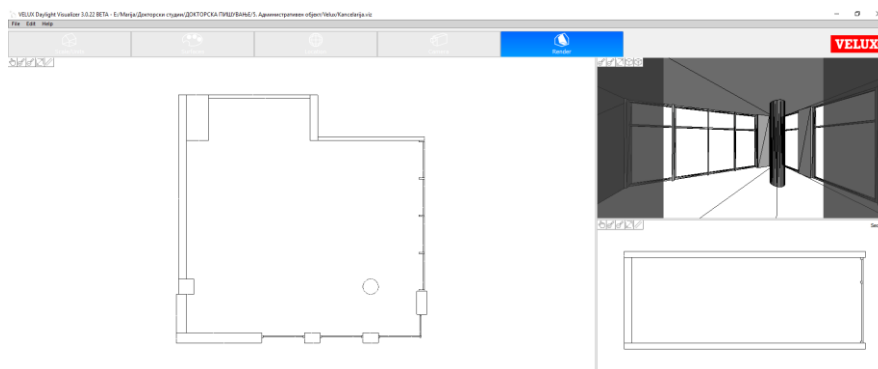 VELUX Daylight Visualizer 3.0.22 BETA - E:/Marija/Докторски студии/ДОКТОРСКА ПИШУВАЊЕ/5. Административен објект/Velux/Kancelarija.viz
File Edit Help
Render
VELUX